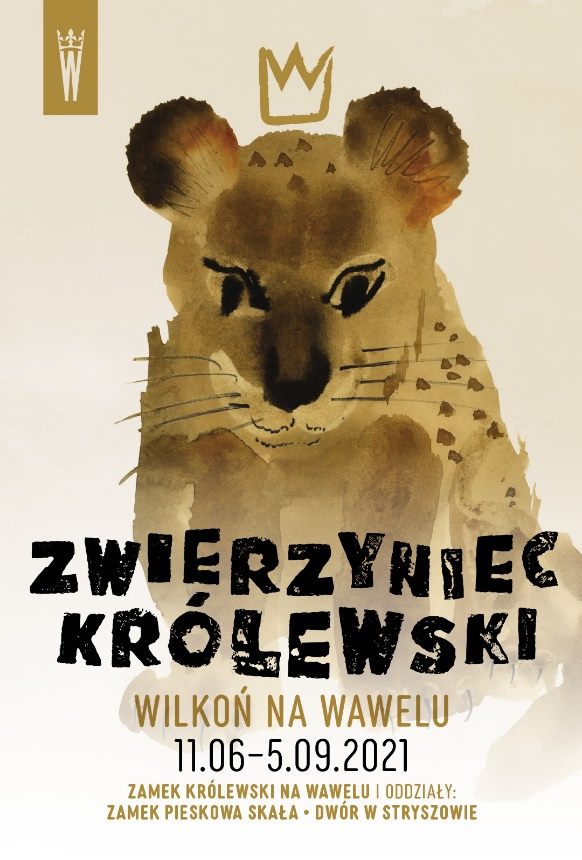 W
ZWIERZYNIEC
KRÓLEWSKI
WILKOŃ NA WAWELU
11.06–5.09.2021
ZAMEK KRÓLEWSKI NA WAWELU | ODDZIAŁY:
ZAMEK PIESKOWA SKAŁA • DWÓR W STRYSZOWIE